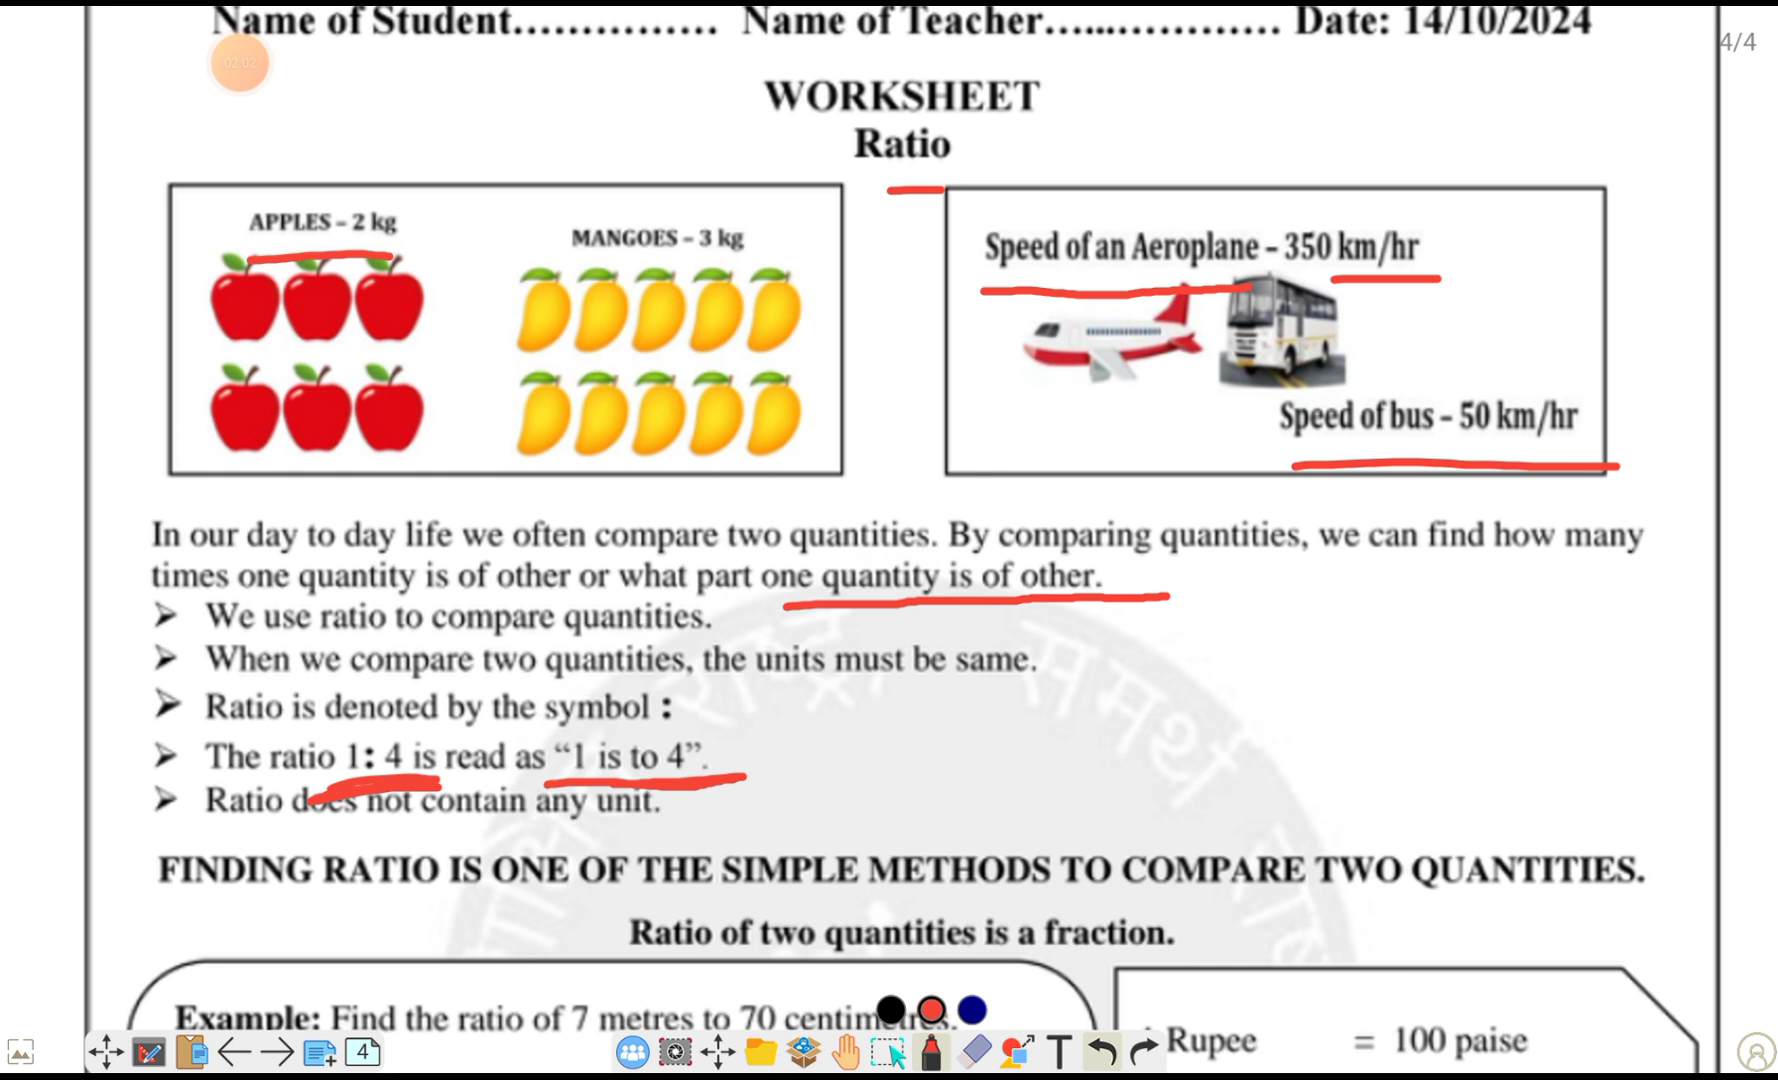 Name of Student............... Name of Teacher.................. Date: 14/10/2024
4/4
02:02
WORKSHEET
Ratio
APPLES – 2 kg
MANGOES – 3 kg
Speed of an Aeroplane – 350 km/hr
Speed of bus – 50 km/hr
In our day to day life we often compare two quantities. By comparing quantities, we can find how many
times one quantity is of other or what part one quantity is of other.
➢ We use ratio to compare quantities.
➢ When we compare two quantities, the units must be same.
➢ Ratio is denoted by the symbol :
➢ The ratio 1: 4 is read as “1 is to 4”.
➢ Ratio does not contain any unit.
राष्ट्र समर्थ
FINDING RATIO IS ONE OF THE SIMPLE METHODS TO COMPARE TWO QUANTITIES.
Ratio of two quantities is a fraction.
Example: Find the ratio of 7 metres to 70 centimetres.
Rupee = 100 paise
4
T